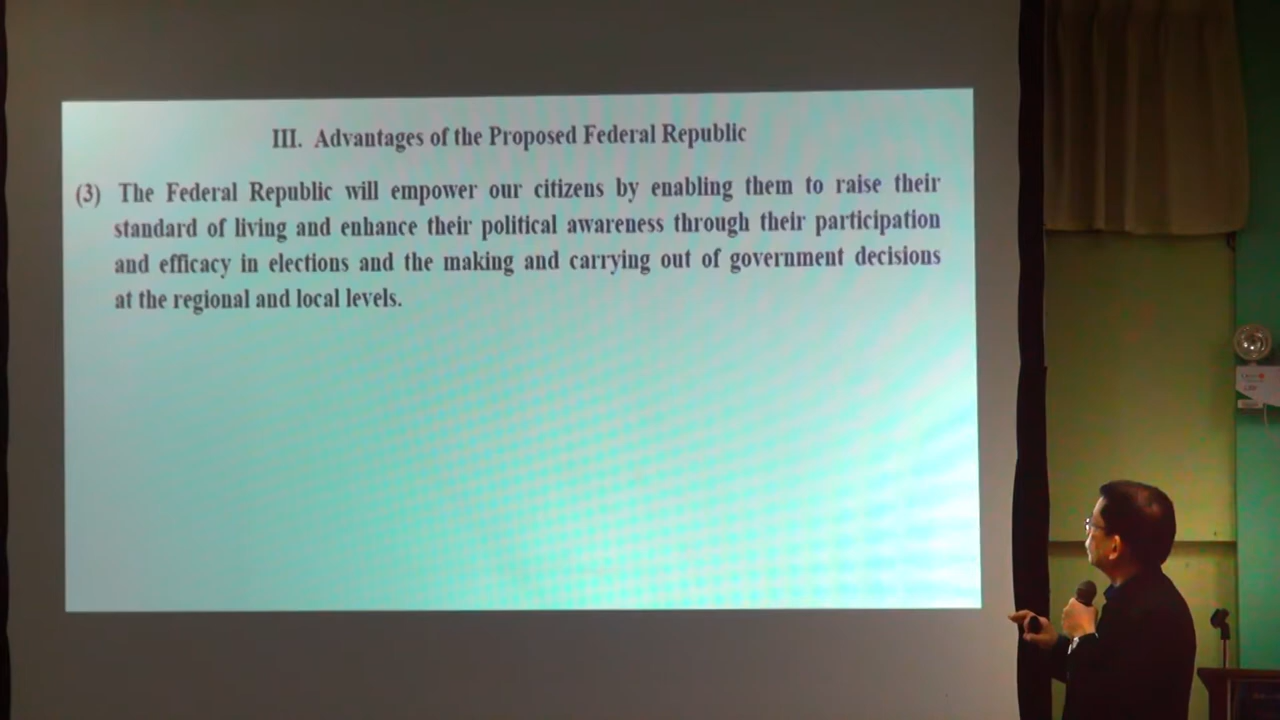 III. Advantages of the Proposed Federal Republic
(3) The Federal Republic will empower our citizens by enabling them to raise their
standard of living and enhance their political awareness through their participation
and efficacy in elections and the making and carrying out of government decisions
at the regional and local levels.